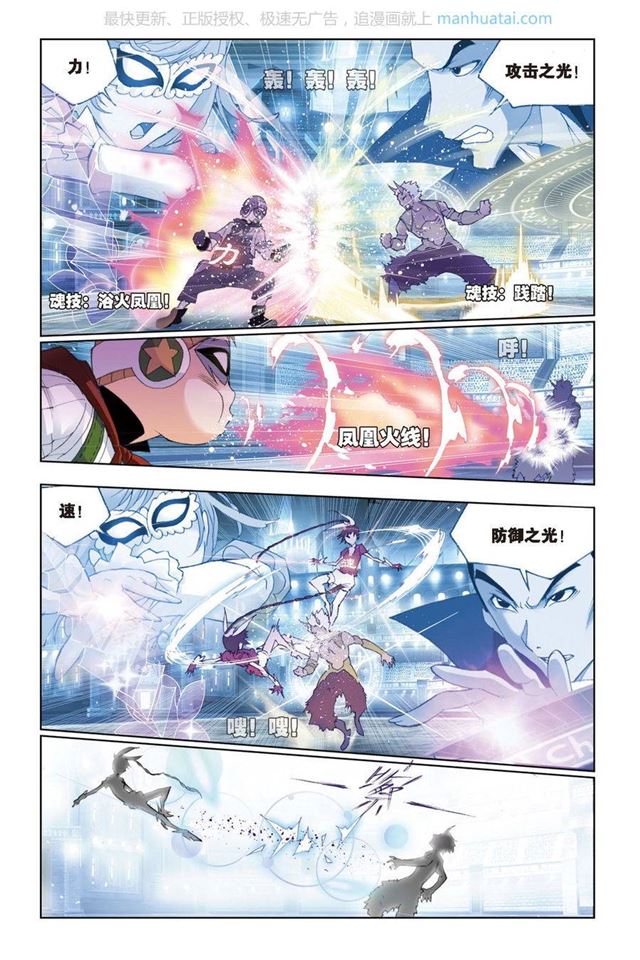 最快更新、正版授权、极速无广告，追漫画就上 manhuatai.com
力！
轰！轰！轰！
攻击之光！
魂技：浴火凤凰！
魂技：践踏！
力
呼！
凤凰火线！
速！
防御之光！
速
嗖！嗖！
Ch